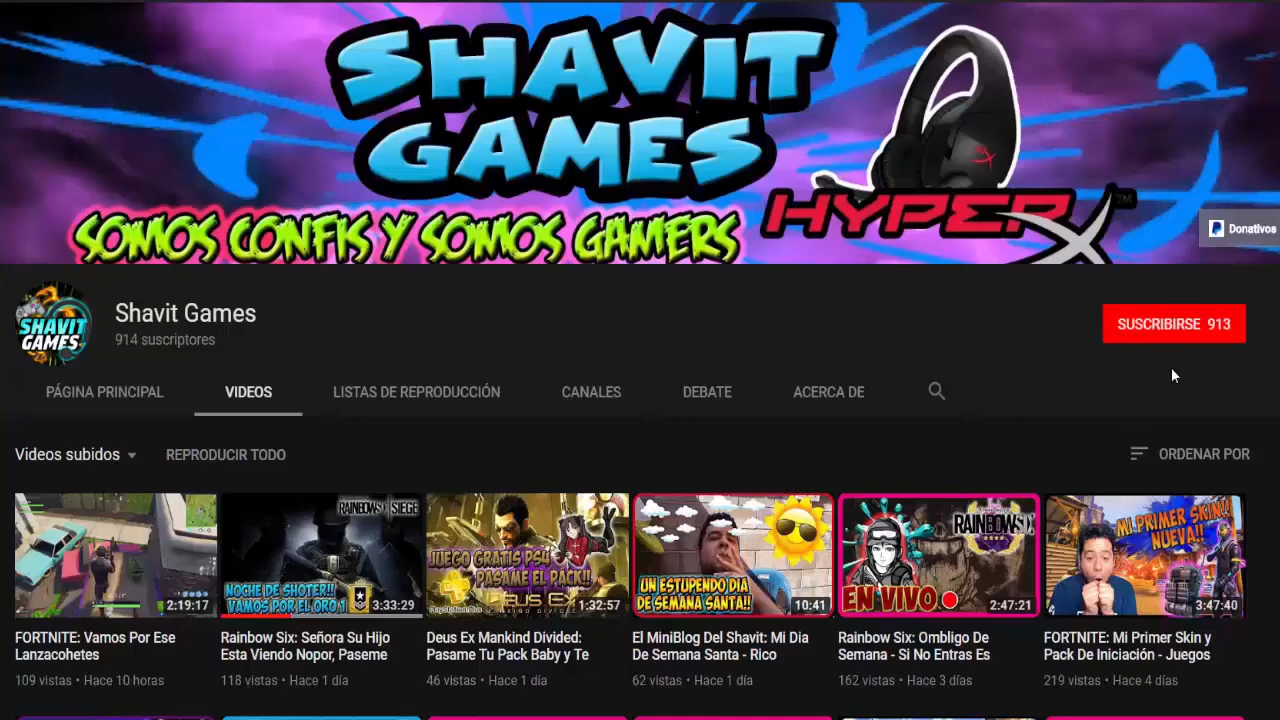 SHAVIT
GAMES
SOMOS CONFIS Y SOMOS GAMERS
HYPERX™
Donativos
SHAVIT
GAMES
Shavit Games
914 suscriptores
SUSCRIBIRSE 913
PÁGINA PRINCIPAL
VIDEOS
LISTAS DE REPRODUCCIÓN
CANALES
DEBATE
ACERCA DE
Videos subidos
REPRODUCIR TODO
ORDENAR POR
2:19:17
RAINBOW SIX SIEGE
NOCHE DE SHOTER!!
VAMOS POR EL ORO 1
3:33:29
JUEGO GRATIS PS4
PASAME EL PACK!!
PlayStation Plus
DEUS EX
MANKIND DIVIDED
1:32:57
UN ESTUPENDO DIA
DE SEMANA SANTA!!
10:41
RAINBOW SIX
EN VIVO
2:47:21
MI PRIMER SKIN!!
NUEVA!!
3:47:40
FORTNITE: Vamos Por Ese
Lanzacohetes
109 vistas • Hace 10 horas
Rainbow Six: Señora Su Hijo
Esta Viendo Nopor, Paseme
118 vistas • Hace 1 día
Deus Ex Mankind Divided:
Pasame Tu Pack Baby y Te
46 vistas • Hace 1 día
El MiniBlog Del Shavit: Mi Dia
De Semana Santa - Rico
62 vistas • Hace 1 día
Rainbow Six: Ombligo De
Semana - Si No Entras Es
162 vistas • Hace 3 días
FORTNITE: Mi Primer Skin y
Pack De Iniciación - Juegos
219 vistas • Hace 4 días